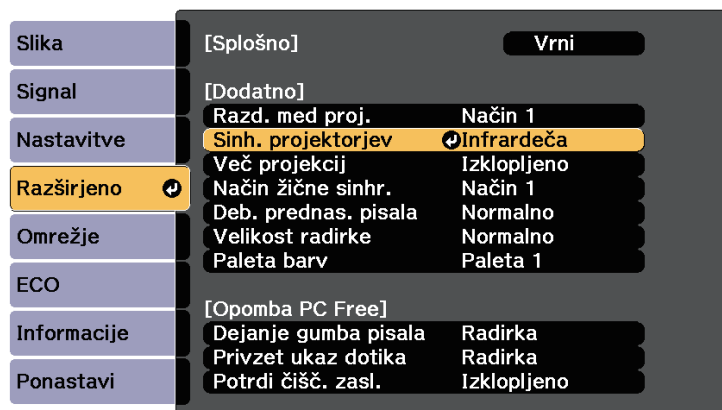 Slika
Signal
Nastavitve
Razširjeno
Omrežje
ECO
Informacije
Ponastavi
[Splošno] Vrni
[Dodatno]
Razd. med proj. Način 1
Sinh. projektorjev Infrardeča
Več projekcij Izklopljeno
Način žične sinhr. Način 1
Deb. prednas. pisala Normalno
Velikost radirke Normalno
Paleta barv Paleta 1
[Opomba PC Free]
Dejanje gumba pisala Radirka
Privzet ukaz dotika Radirka
Potrdi čišč. zasl. Izklopljeno